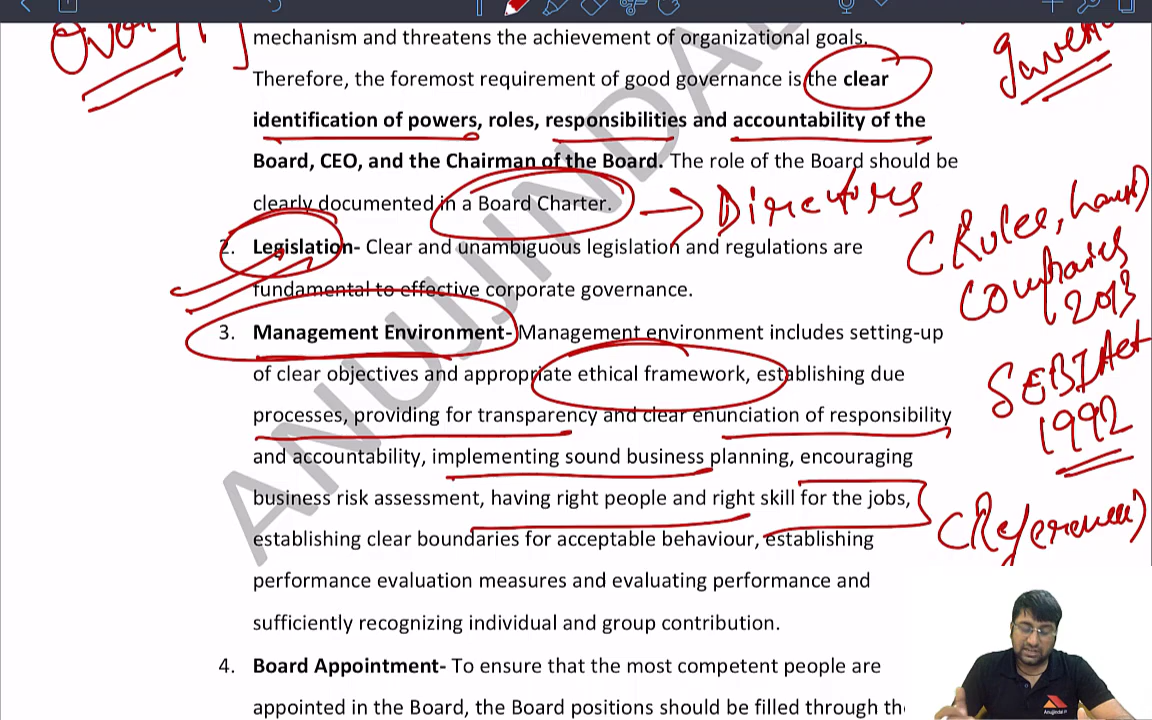 Over
mechanism and threatens the achievement of organizational goals.
Therefore, the foremost requirement of good governance is the clear
identification of powers, roles, responsibilities and accountability of the
Board, CEO, and the Chairman of the Board. The role of the Board should be
clearly documented in a Board Charter.
Directors
2. Legislation- Clear and unambiguous legislation and regulations are
fundamental to effective corporate governance.
(Rules,
Companies
2013
3. Management Environment- Management environment includes setting-up
of clear objectives and appropriate ethical framework, establishing due
processes, providing for transparency and clear enunciation of responsibility
and accountability, implementing sound business planning, encouraging
business risk assessment, having right people and right skill for the jobs,
establishing clear boundaries for acceptable behaviour, establishing
performance evaluation measures and evaluating performance and
sufficiently recognizing individual and group contribution.
SEBI Act
1992
4. Board Appointment- To ensure that the most competent people are
appointed in the Board, the Board positions should be filled through th
ANUJJINDAL